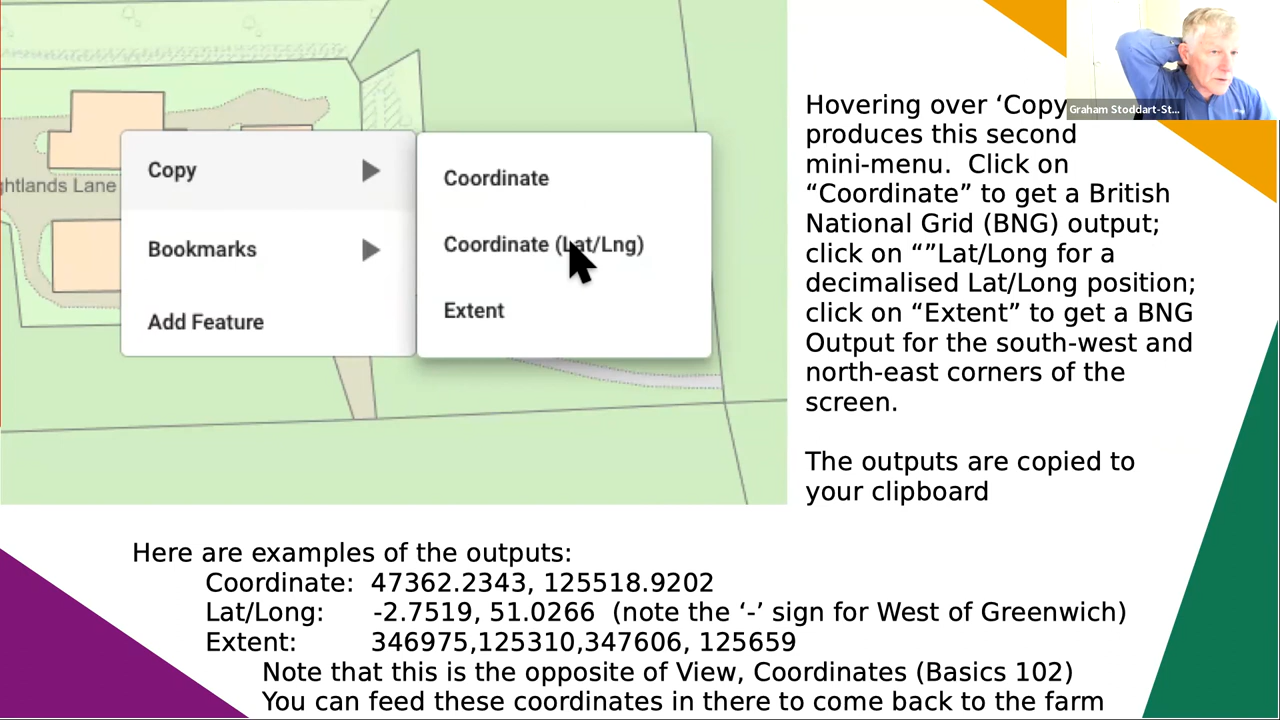 Graham Stoddart-St...
Hovering over ‘Copy
produces this second
mini-menu.  Click on
“Coordinate” to get a British
National Grid (BNG) output;
click on “”Lat/Long for a
decimalised Lat/Long position;
click on “Extent” to get a BNG
Output for the south-west and
north-east corners of the
screen.
The outputs are copied to
your clipboard
ghtlands Lane
Copy
Bookmarks
Add Feature
Coordinate
Coordinate (Lat/Lng)
Extent
Here are examples of the outputs:
Coordinate:  47362.2343, 125518.9202
Lat/Long:  -2.7519, 51.0266  (note the ‘-’ sign for West of Greenwich)
Extent:  346975,125310,347606, 125659
Note that this is the opposite of View, Coordinates (Basics 102)
You can feed these coordinates in there to come back to the farm